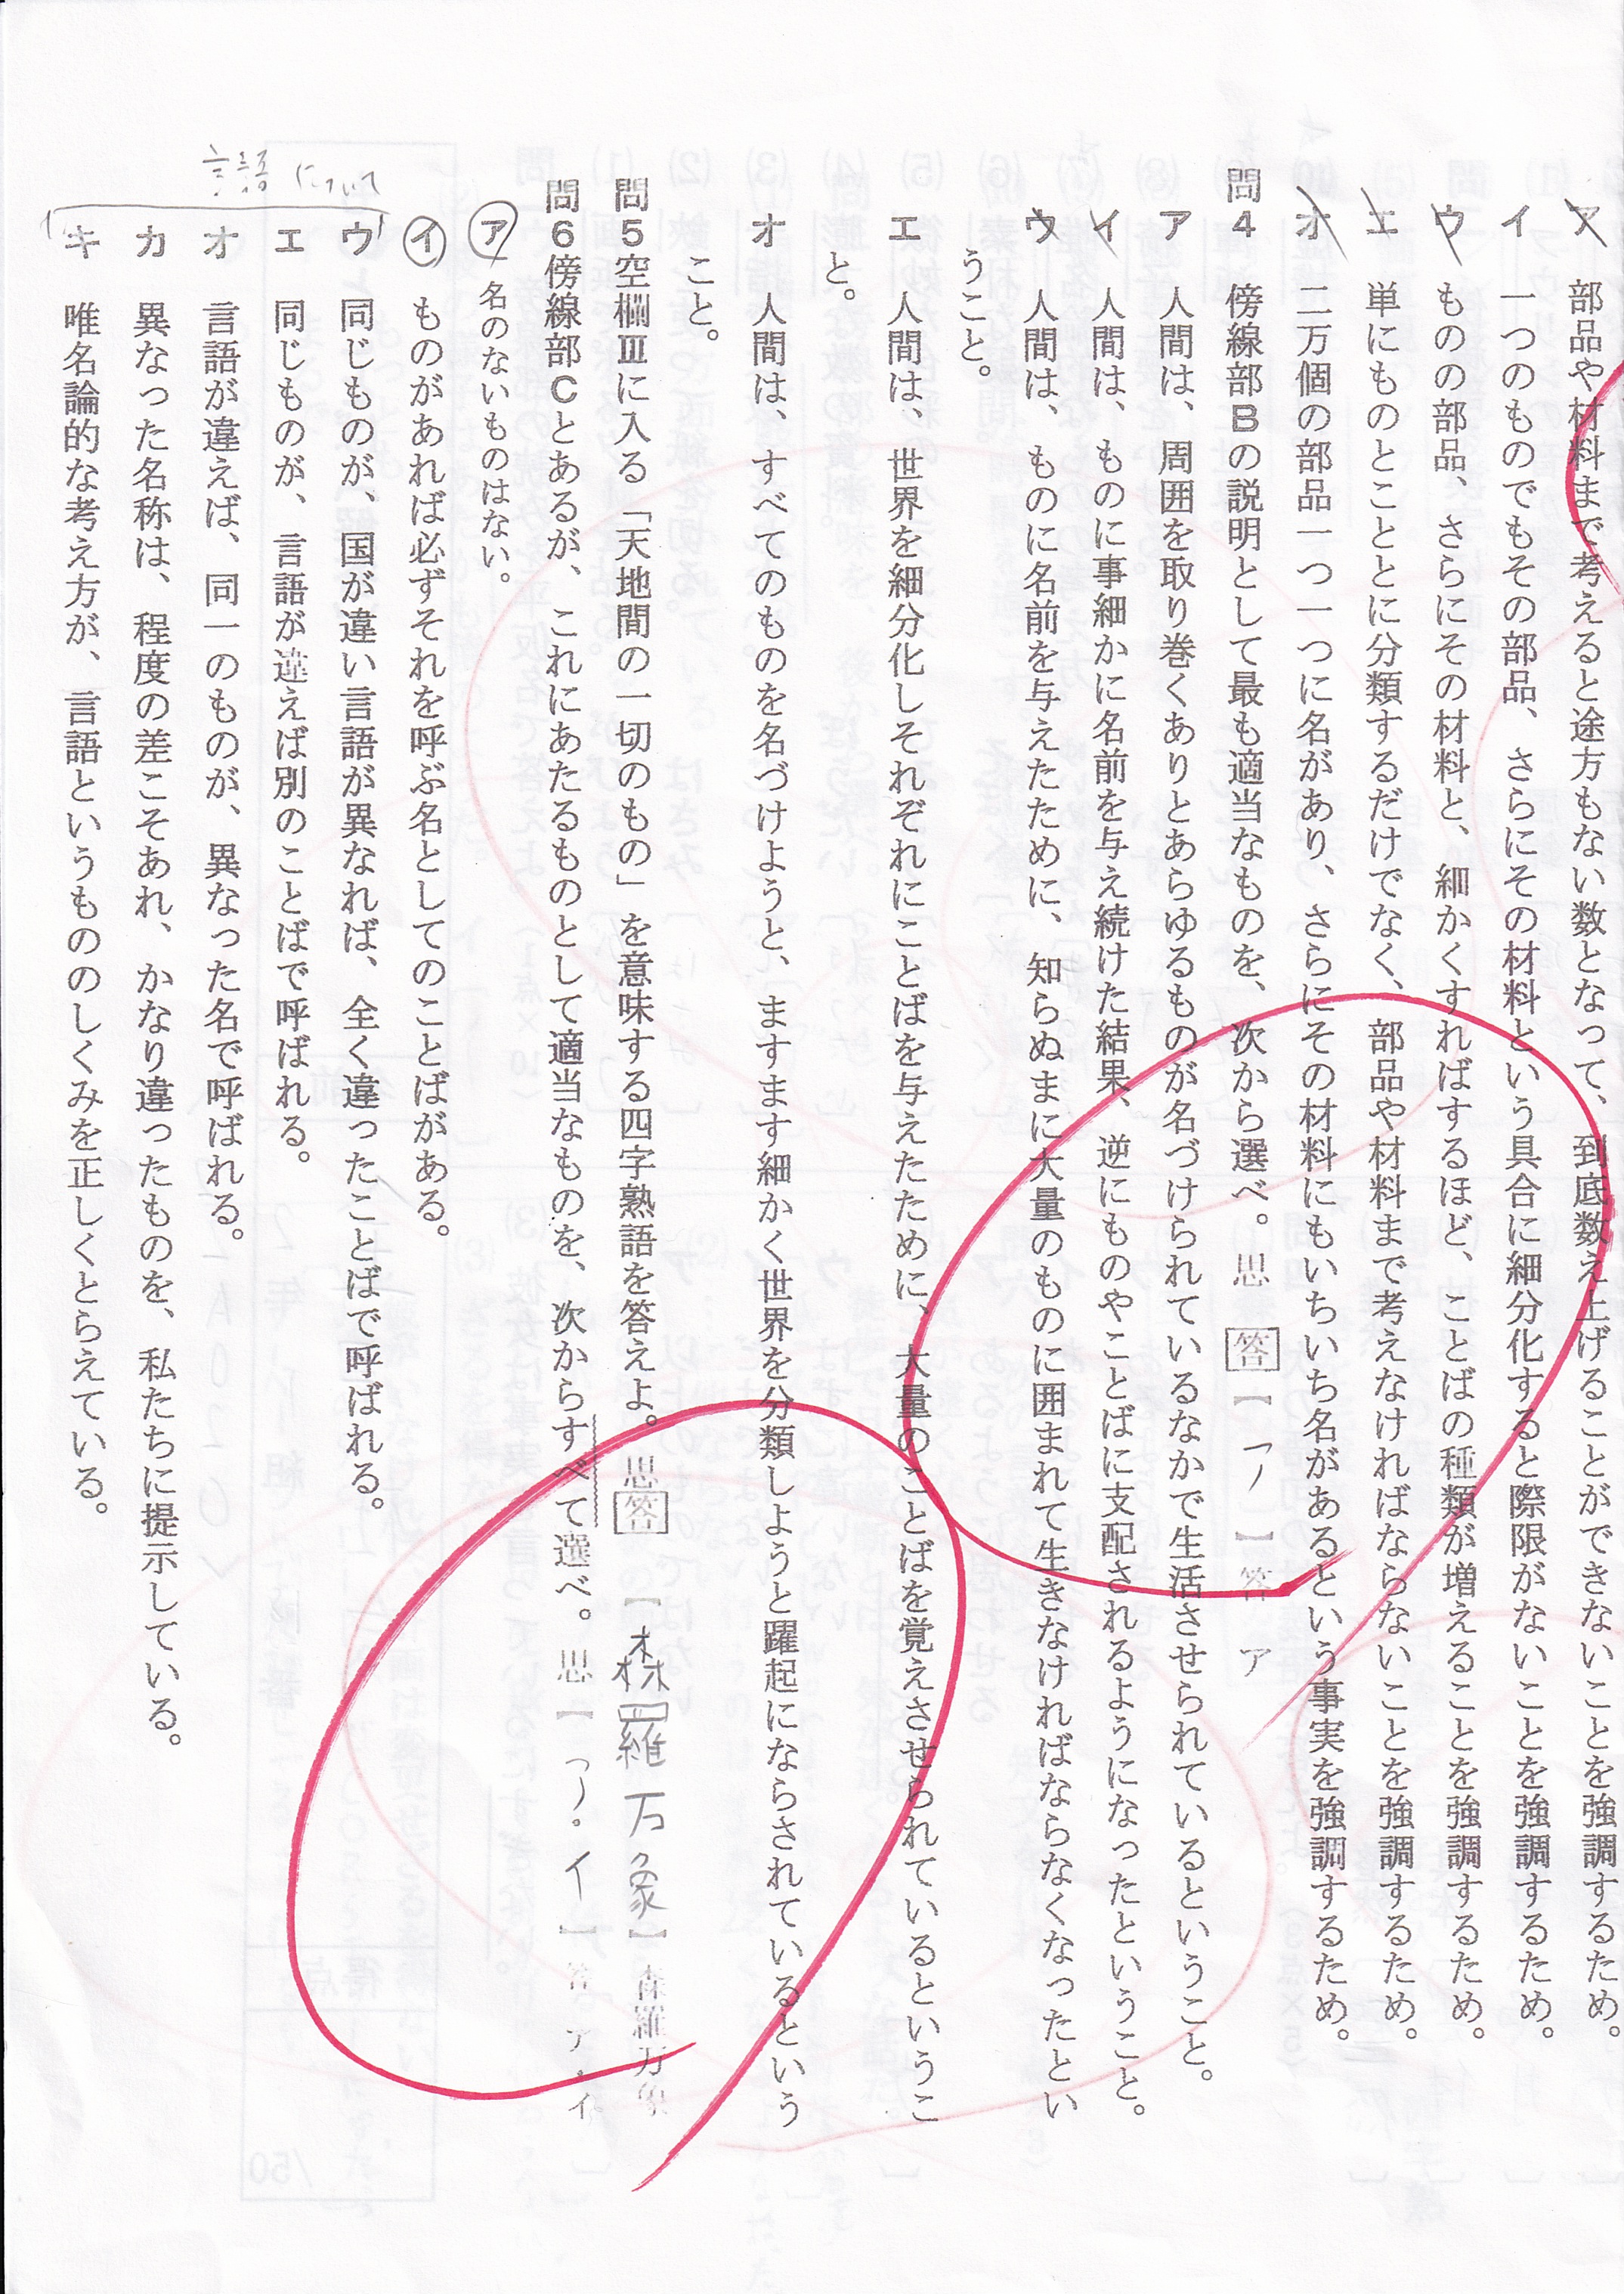 ア　部品や材料まで考えると途方もない数となって、到底数え上げることができないことを強調するため。
イ　一つのものでもその部品、さらにその材料という具合に細分化すると際限がないことを強調するため。
ウ　ものの部品、さらにその材料と、細かくすればするほど、ことばの種類が増えることを強調するため。
エ　単にものとこととに分類するだけでなく、部品や材料まで考えなければならないことを強調するため。
オ　二万個の部品一つ一つに名があり、さらにその材料にもいちいち名があるという事実を強調するため。
問4　傍線部Bの説明として最も適当なものを、次から選べ。思 答【ア】答 ア
ア　人間は、周囲を取り巻くありとあらゆるものが名づけられているなかで生活させられているということ。
イ　人間は、ものに事細かに名前を与え続けた結果、逆にものやことばに支配されるようになったということ。
ウ　人間は、ものに名前を与えたために、知らぬまに大量のものに囲まれて生きなければならなくなったとい
うこと。
エ　人間は、世界を細分化しそれぞれにことばを与えたために、大量のことばを覚えさせられているというこ
と。
オ　人間は、すべてのものを名づけようと、ますます細かく世界を分類しようと躍起にならされているという
こと。
問5　空欄Ⅲに入る「天地間の一切のもの」を意味する四字熟語を答えよ。思 答【森羅万象】森羅万象
問6　傍線部Cとあるが、これにあたるものとして適当なものを、次からすべて選べ。思【ア・イ】答 ア・イ
ア　名のないものはない。
イ　ものがあれば必ずそれを呼ぶ名としてのことばがある。
ウ　同じものが、国が違い言語が異なれば、全く違ったことばで呼ばれる。
エ　同じものが、言語が違えば別のことばで呼ばれる。
オ　言語が違えば、同一のものが、異なった名で呼ばれる。
カ　異なった名称は、程度の差こそあれ、かなり違ったものを、私たちに提示している。
キ　唯名論的な考え方が、言語というもののしくみを正しくとらえている。
言語について